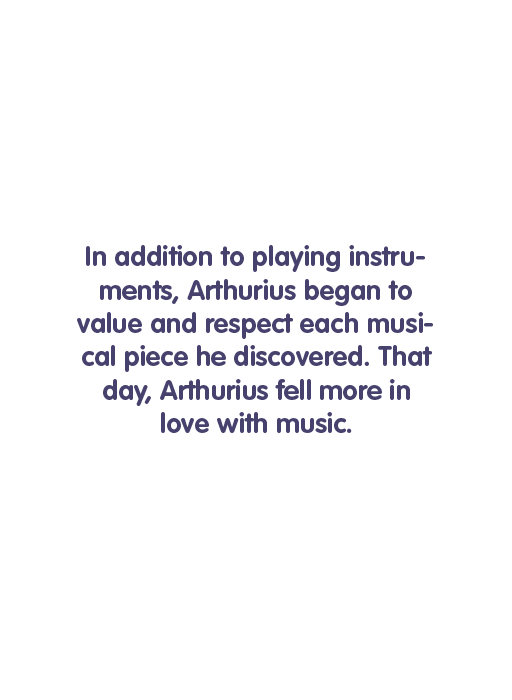 In addition to playing instru-
ments, Arthurius began to
value and respect each musi-
cal piece he discovered. That
day, Arthurius fell more in
love with music.